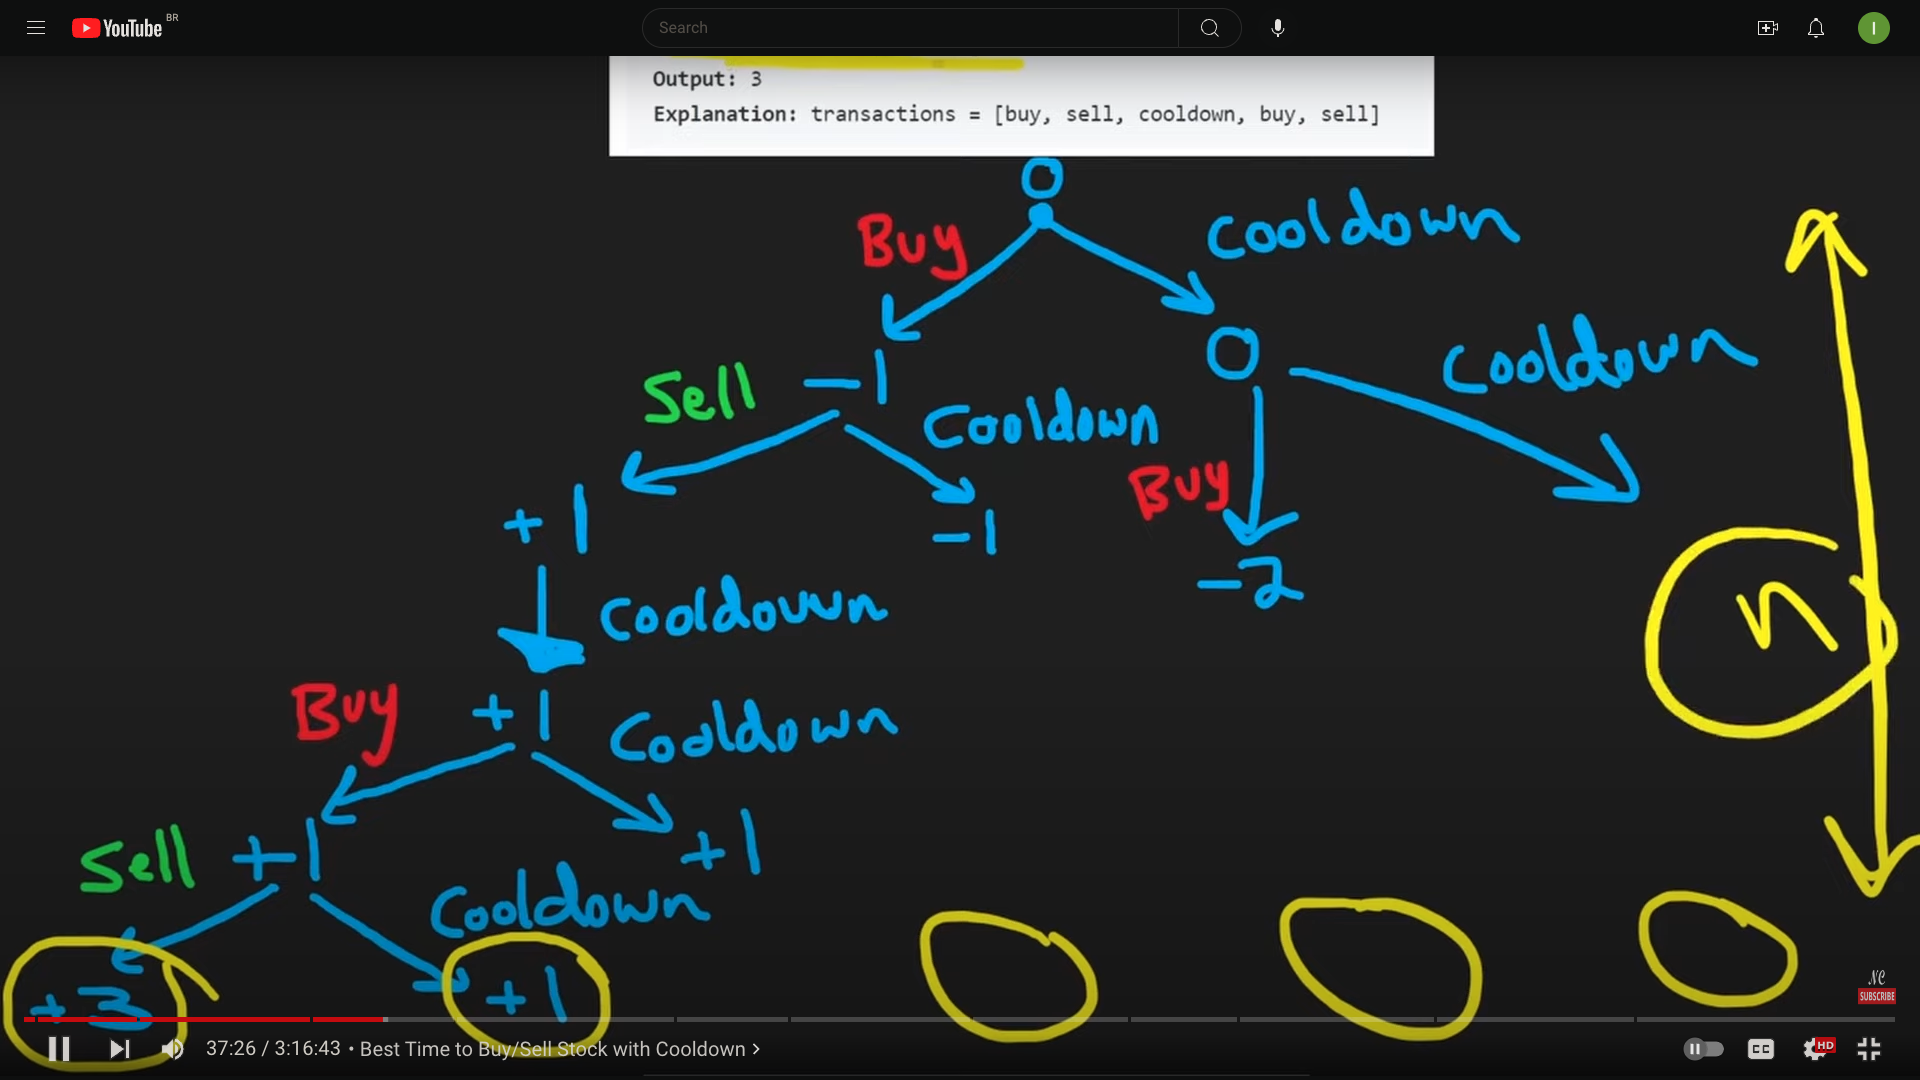 YouTube BR
Search
I
Output: 3
Explanation: transactions = [buy, sell, cooldown, buy, sell]
0
Buy
Cooldown
-1
0
Cooldown
Sell
Cooldown
Buy
+1
-1
-2
Cooldown
n
Buy
+1
Cooldown
Sell
+1
+1
Cooldown
+3
+1
NC
SUBSCRIBE
37:26 / 3:16:43 • Best Time to Buy/Sell Stock with Cooldown >
CC
HD